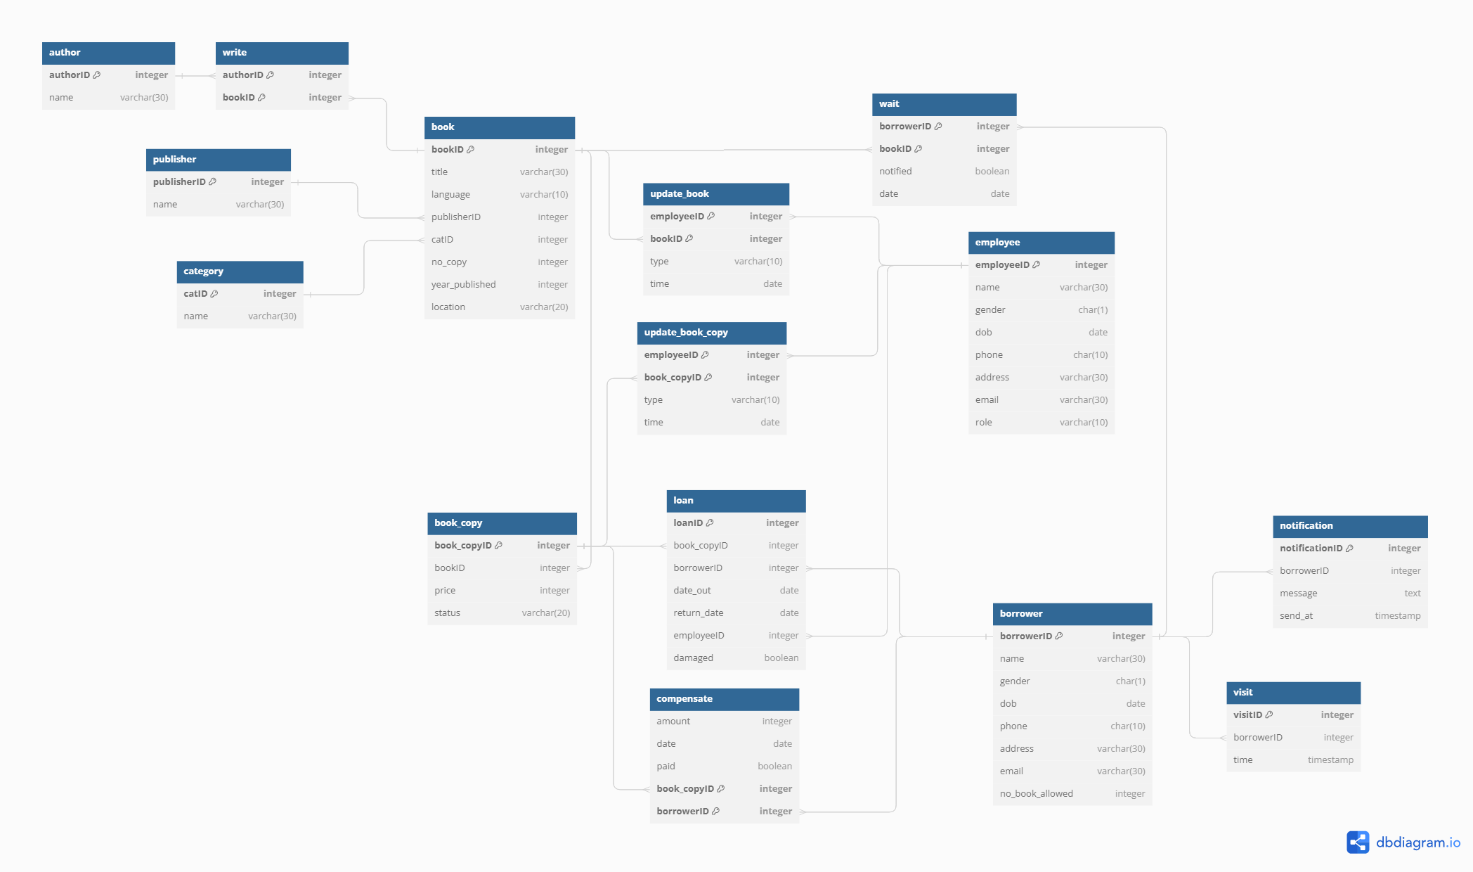 author
authorID integer
name varchar(30)
write
authorID integer
bookID integer
publisher
publisherID integer
name varchar(30)
category
catID integer
name varchar(30)
book
bookID integer
title varchar(30)
language varchar(10)
publisherID integer
catID integer
no_copy integer
year_published integer
location varchar(20)
wait
borrowerID integer
bookID integer
notified boolean
date date
update_book
employeeID integer
bookID integer
type varchar(10)
time date
employee
employeeID integer
name varchar(30)
gender char(1)
dob date
phone char(10)
address varchar(30)
email varchar(30)
role varchar(10)
update_book_copy
employeeID integer
book_copyID integer
type varchar(10)
time date
book_copy
book_copyID integer
bookID integer
price integer
status varchar(20)
loan
loanID integer
book_copyID integer
borrowerID integer
date_out date
return_date date
employeeID integer
damaged boolean
compensate
amount integer
date date
paid boolean
book_copyID integer
borrowerID integer
borrower
borrowerID integer
name varchar(30)
gender char(1)
dob date
phone char(10)
address varchar(30)
email varchar(30)
no_book_allowed integer
notification
notificationID integer
borrowerID integer
message text
send_at timestamp
visit
visitID integer
borrowerID integer
time timestamp
dbdiagram.io